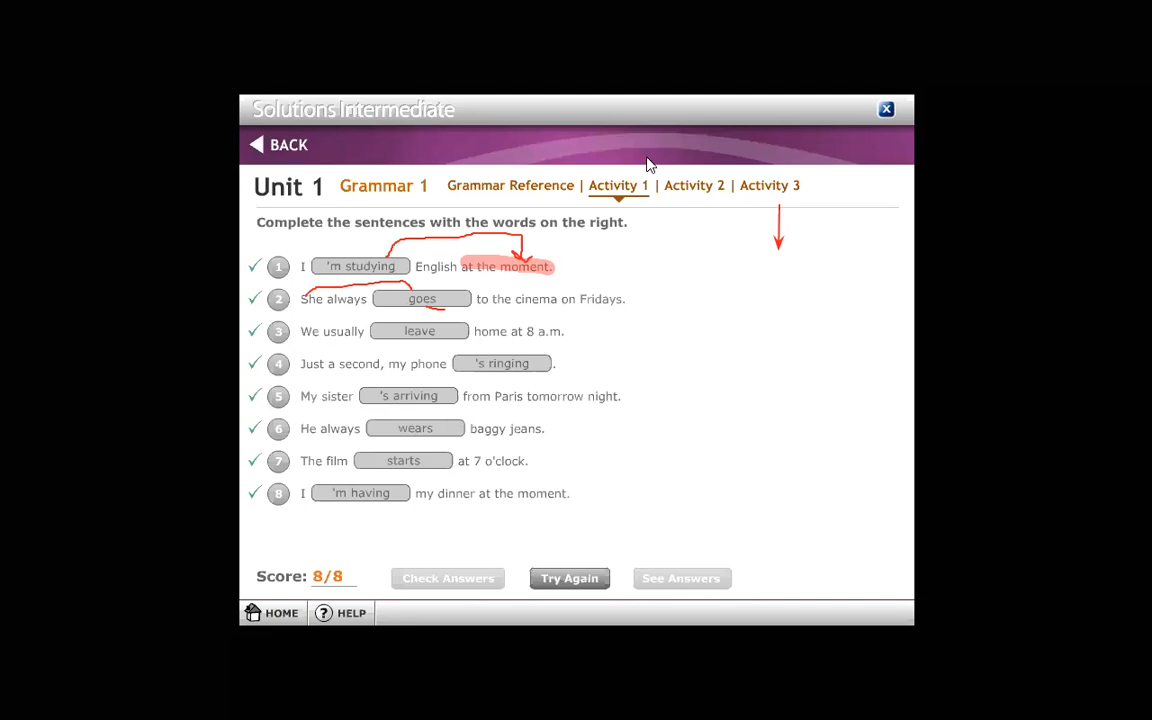 Solutions Intermediate
BACK
Unit 1 Grammar 1 Grammar Reference | Activity 1 | Activity 2 | Activity 3
Complete the sentences with the words on the right.
1 I 'm studying English at the moment.
2 She always goes to the cinema on Fridays.
3 We usually leave home at 8 a.m.
4 Just a second, my phone 's ringing.
5 My sister 's arriving from Paris tomorrow night.
6 He always wears baggy jeans.
7 The film starts at 7 o'clock.
8 I 'm having my dinner at the moment.
Score: 8/8 Check Answers Try Again See Answers
HOME ? HELP